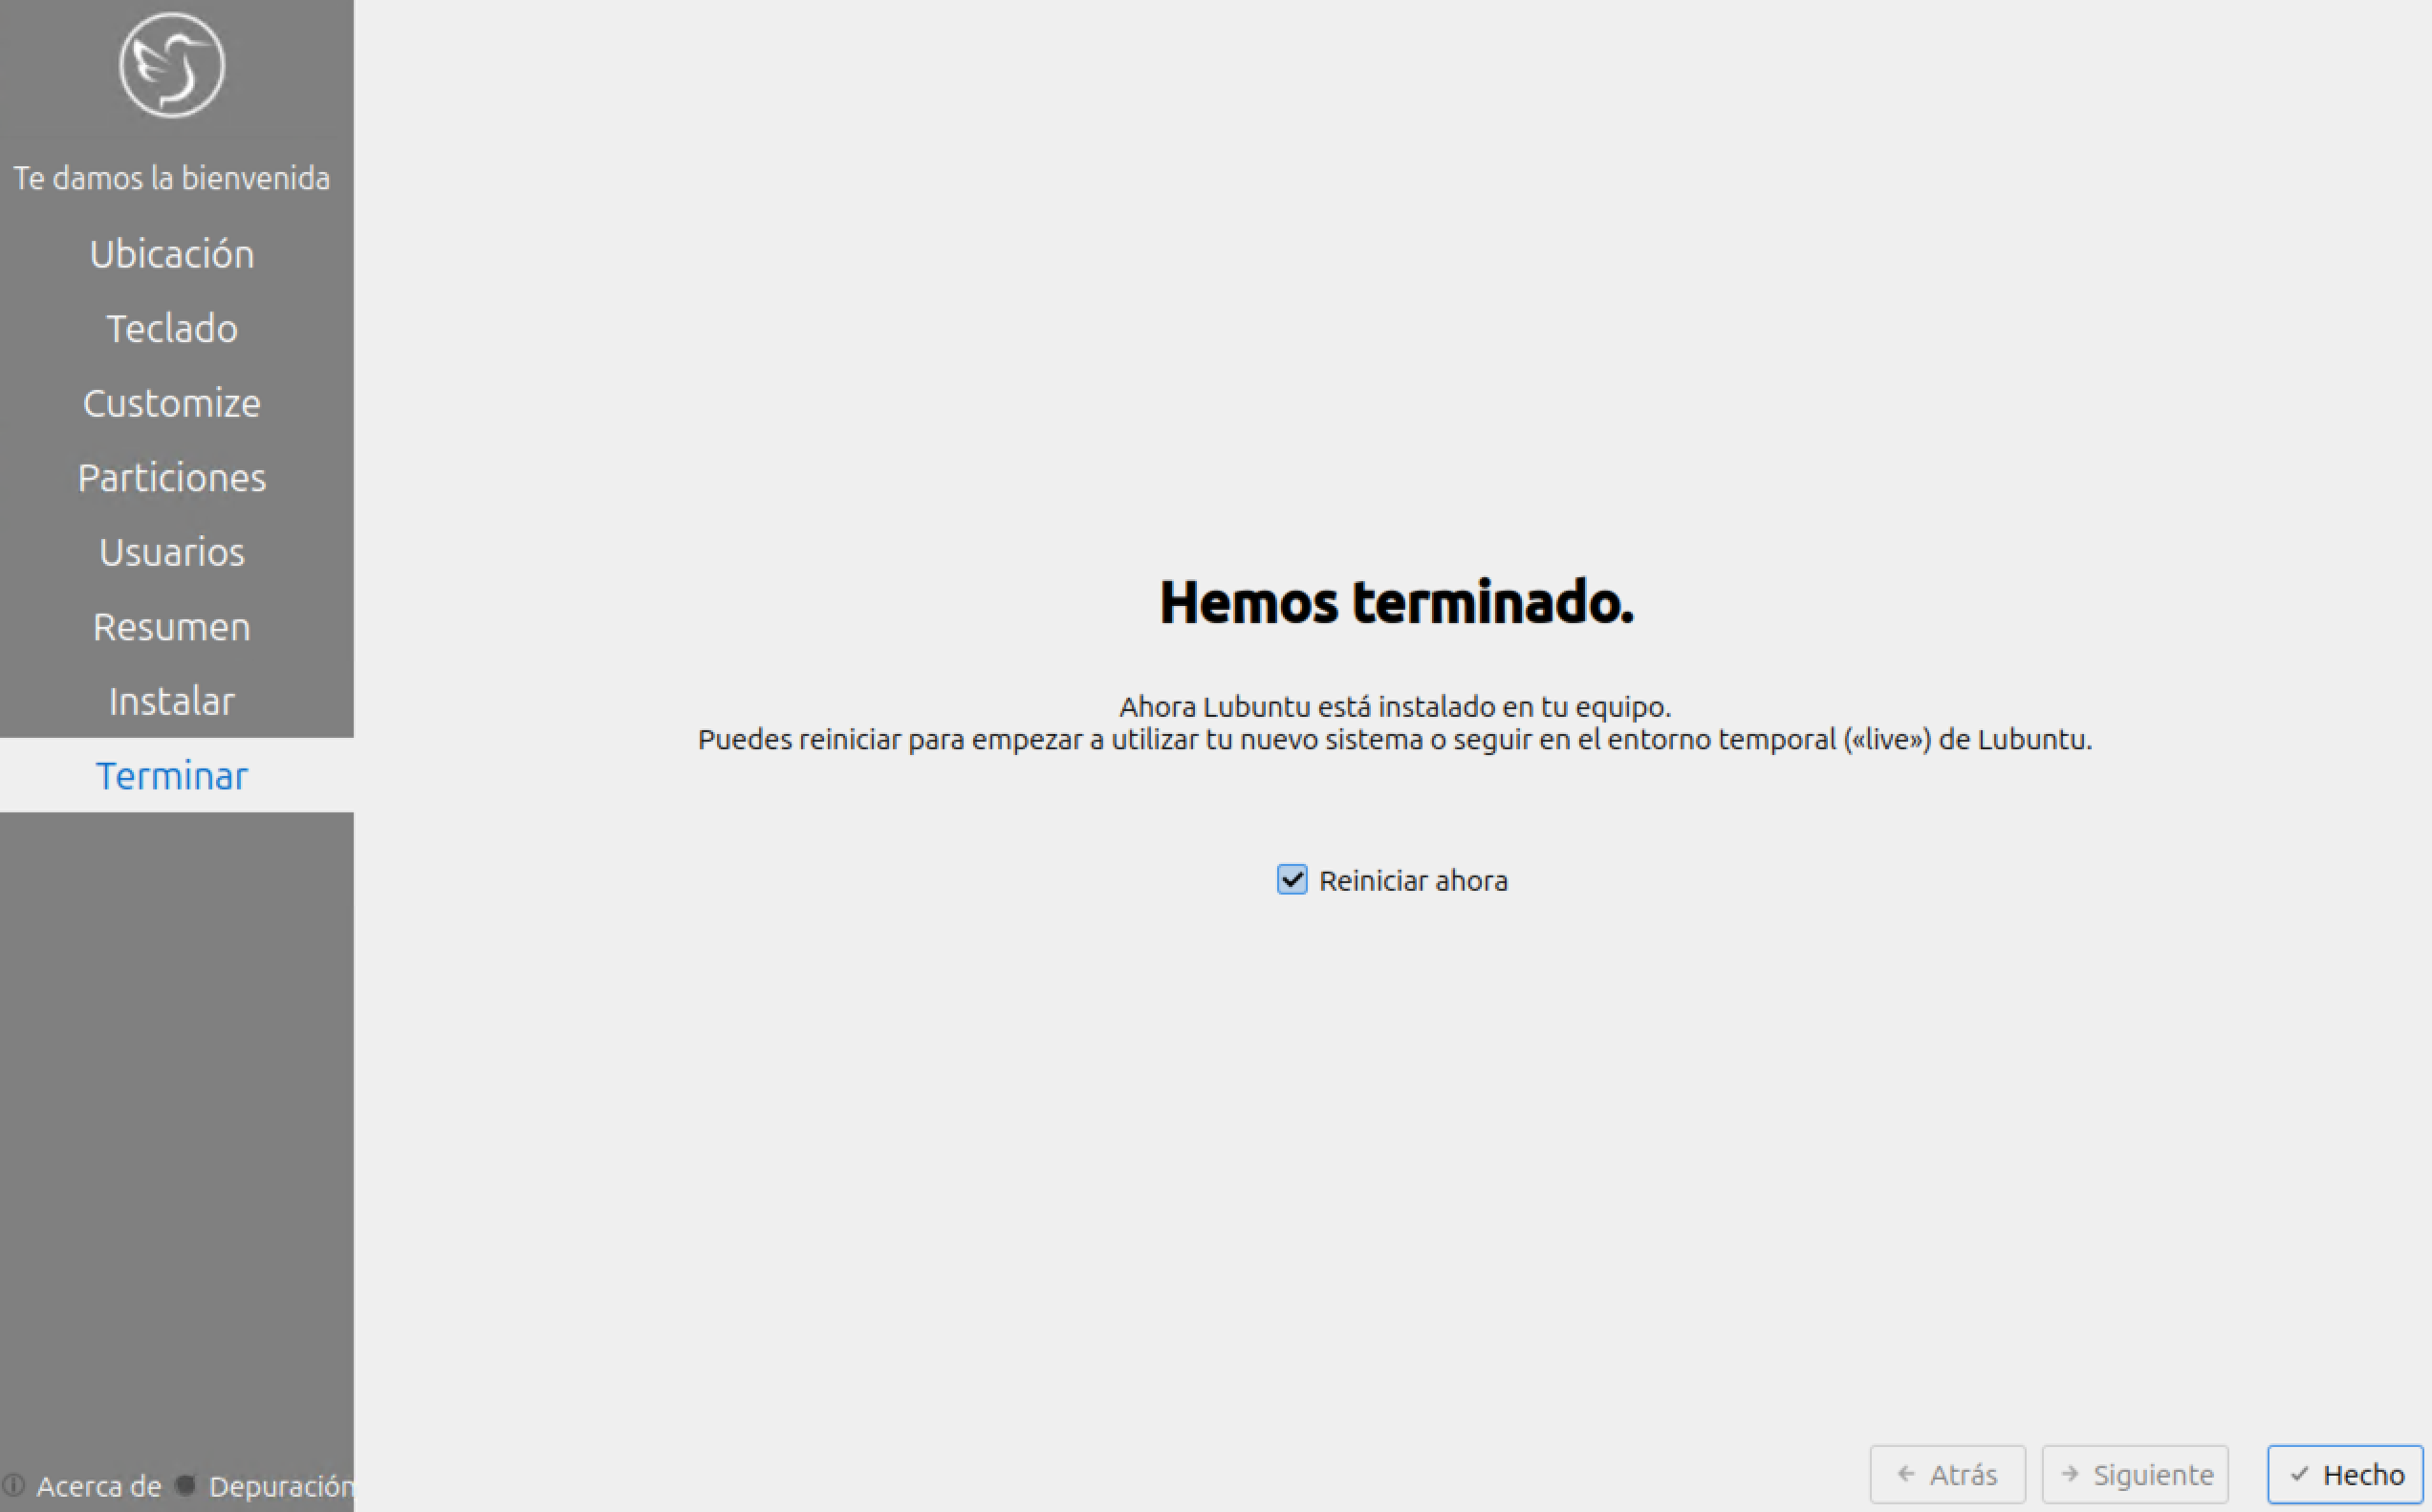 Te damos la bienvenida
Ubicación
Teclado
Customize
Particiones
Usuarios
Resumen
Instalar
Terminar
Hemos terminado.
Ahora Lubuntu está instalado en tu equipo.
Puedes reiniciar para empezar a utilizar tu nuevo sistema o seguir en el entorno temporal («live») de Lubuntu.
Reiniciar ahora
Acerca de
Depuración
Atrás
Siguiente
Hecho